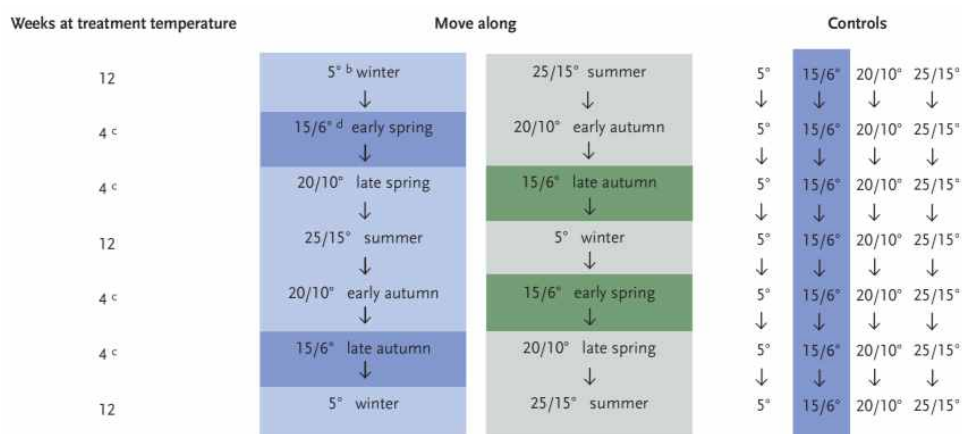 Weeks at treatment temperature Move along Controls
12 5° b winter 25/15° summer 5° 15/6° 20/10° 25/15°
↓ ↓ ↓ ↓ ↓ ↓
4 c 15/6° d early spring 20/10° early autumn 5° 15/6° 20/10° 25/15°
↓ ↓ ↓ ↓ ↓ ↓
4 c 20/10° late spring 15/6° late autumn 5° 15/6° 20/10° 25/15°
↓ ↓ ↓ ↓ ↓ ↓
12 25/15° summer 5° winter 5° 15/6° 20/10° 25/15°
↓ ↓ ↓ ↓ ↓ ↓
4 c 20/10° early autumn 15/6° early spring 5° 15/6° 20/10° 25/15°
↓ ↓ ↓ ↓ ↓ ↓
4 c 15/6° late autumn 20/10° late spring 5° 15/6° 20/10° 25/15°
↓ ↓ ↓ ↓ ↓ ↓
12 5° winter 25/15° summer 5° 15/6° 20/10° 25/15°